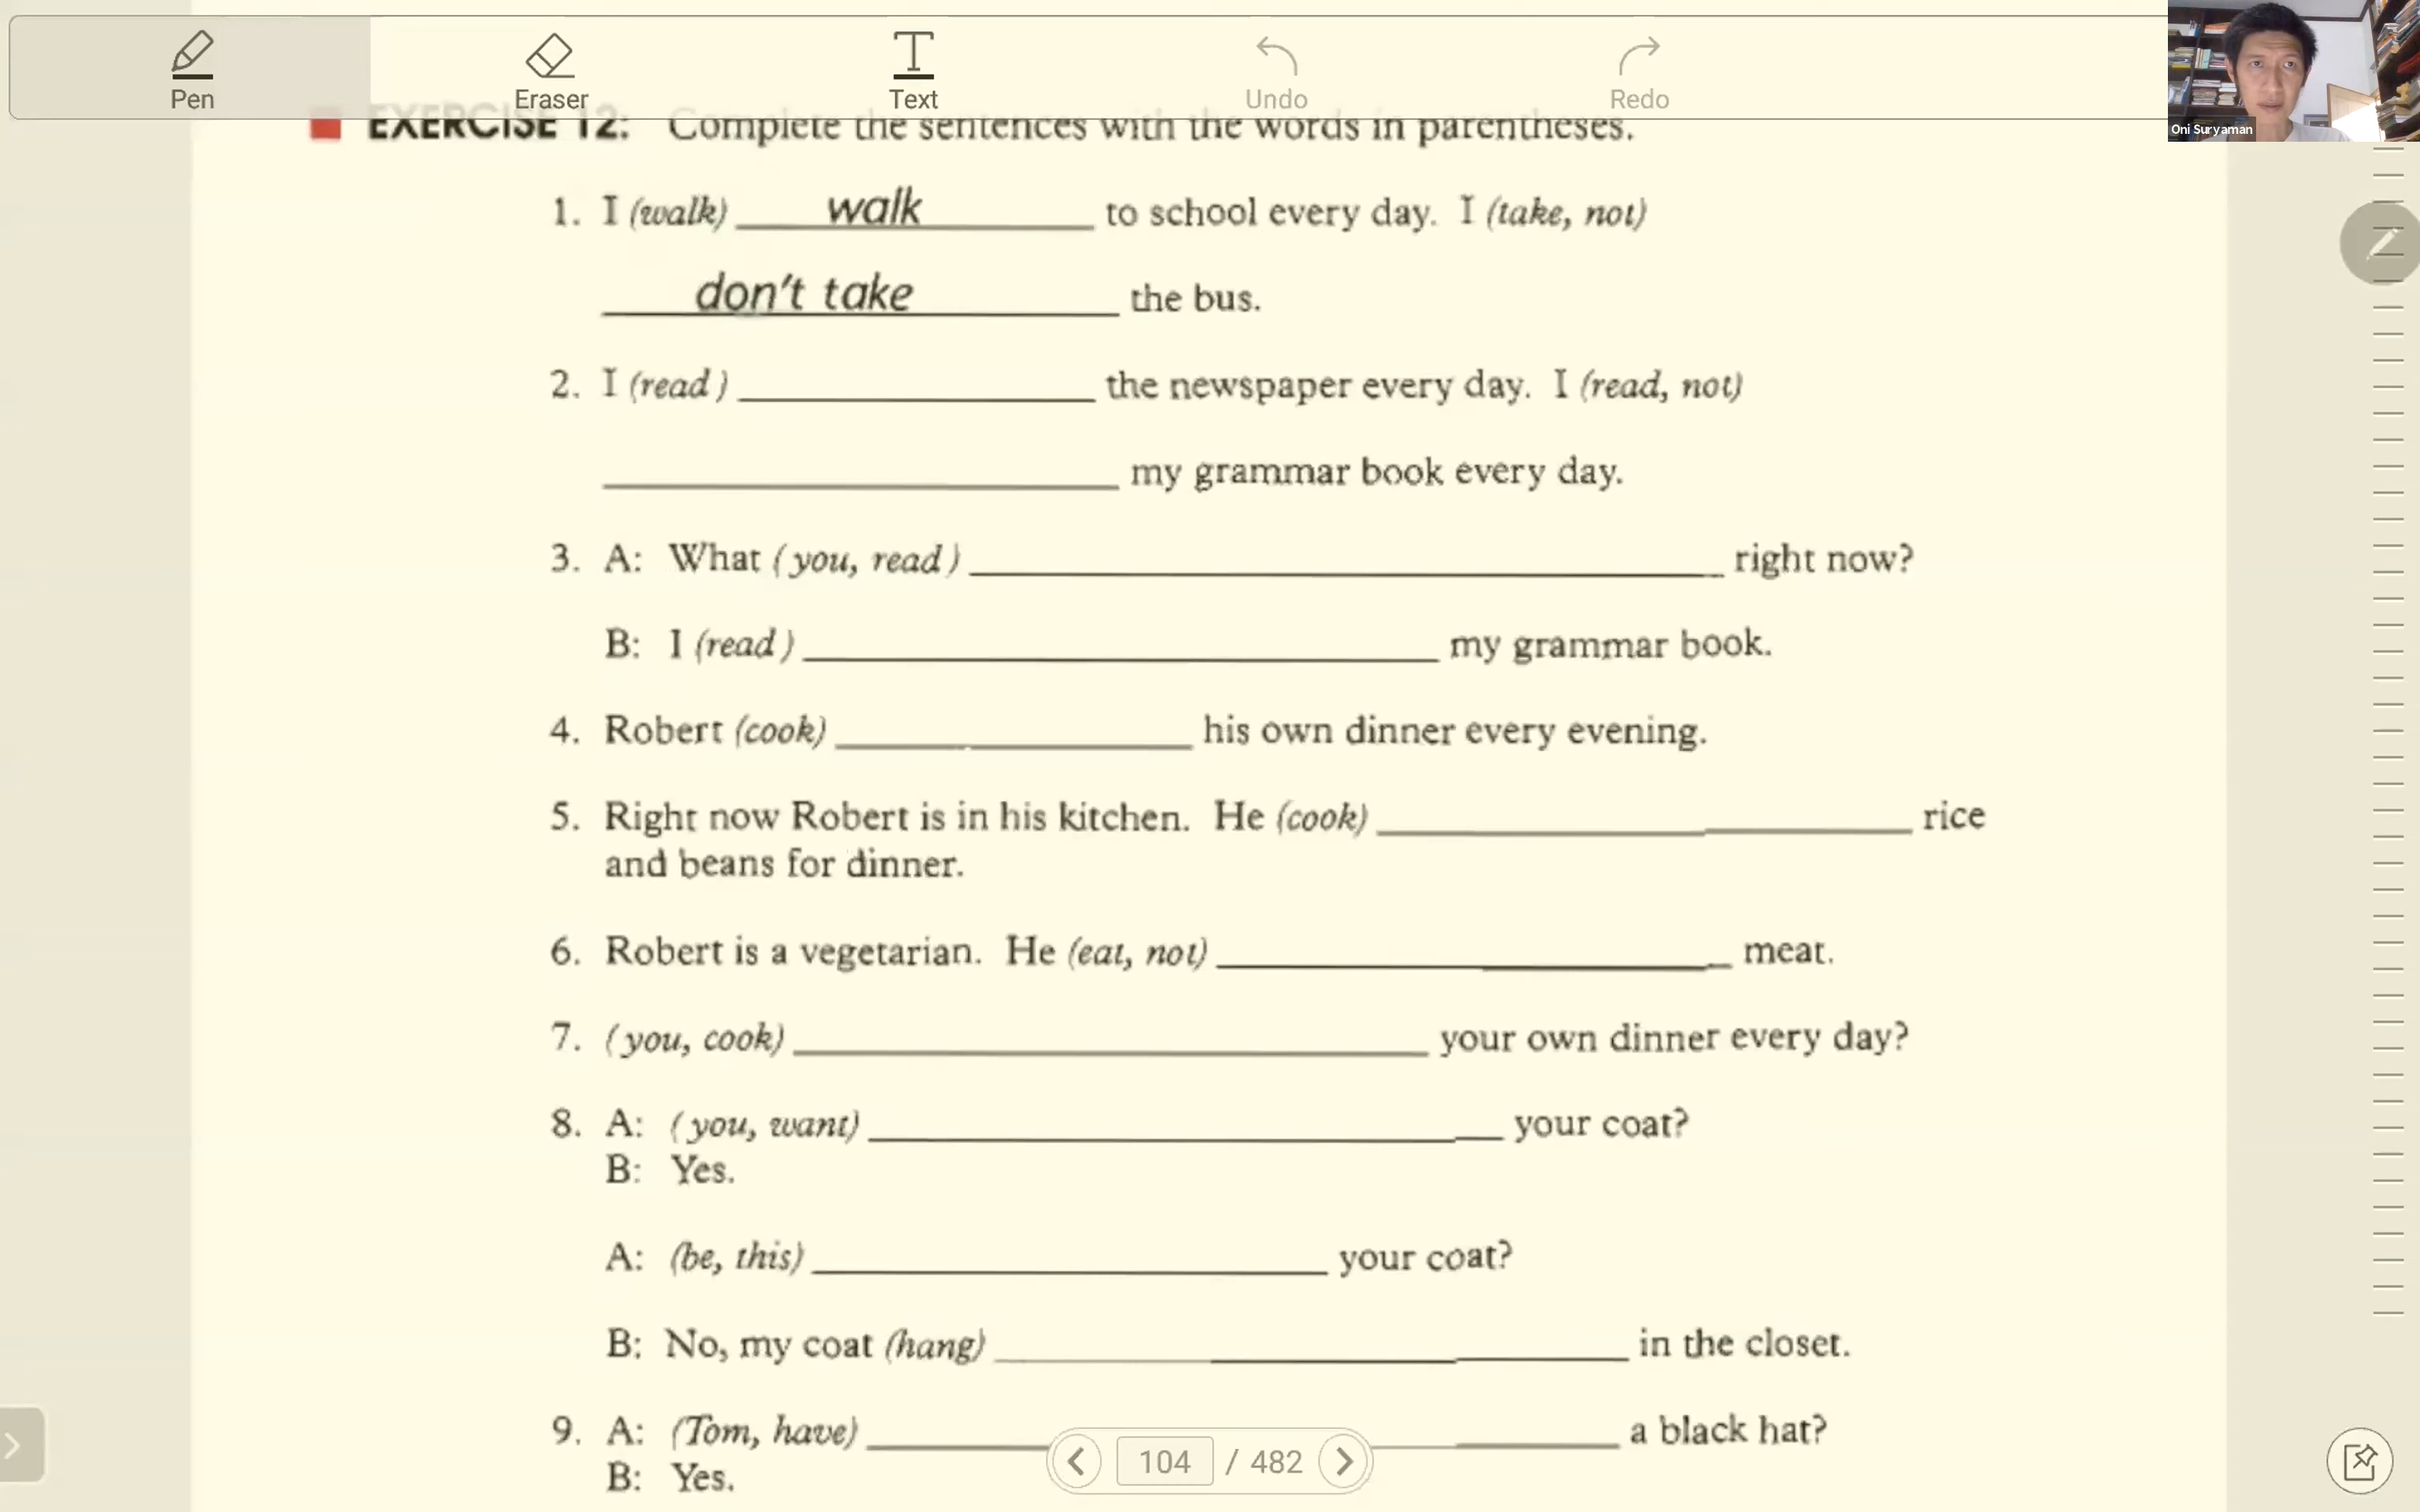 Pen
Eraser
Text
Undo
Redo
Oni Suryaman
EXERCISE 12: Complete the sentences with the words in parentheses.
1. I (walk) walk to school every day. I (take, not)
don't take the bus.
2. I (read) the newspaper every day. I (read, not)
my grammar book every day.
3. A: What (you, read) right now?
B: I (read) my grammar book.
4. Robert (cook) his own dinner every evening.
5. Right now Robert is in his kitchen. He (cook) rice
and beans for dinner.
6. Robert is a vegetarian. He (eat, not) meat.
7. (you, cook) your own dinner every day?
8. A: (you, want) your coat?
B: Yes.
A: (be, this) your coat?
B: No, my coat (hang) in the closet.
9. A: (Tom, have) a black hat?
B: Yes.
104 / 482